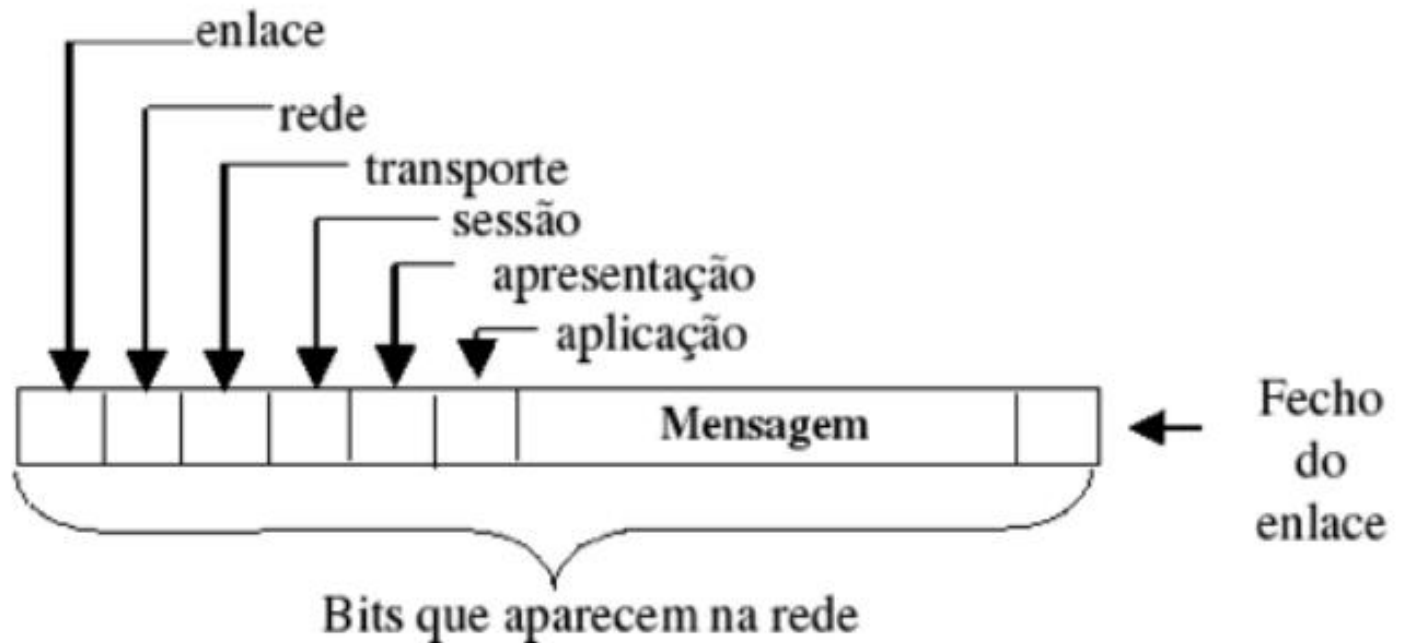 enlace
rede
transporte
sessão
apresentação
aplicação
Mensagem
Fecho
do
enlace
Bits que aparecem na rede